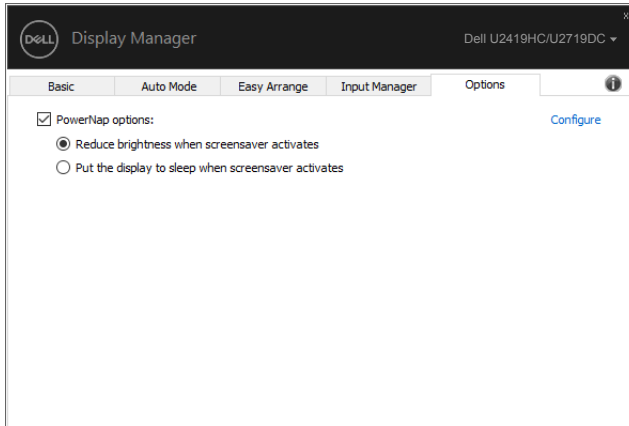 x
DELL Display Manager Dell U2419HC/U2719DC
Basic Auto Mode Easy Arrange Input Manager Options i
PowerNap options: Configure
Reduce brightness when screensaver activates
Put the display to sleep when screensaver activates